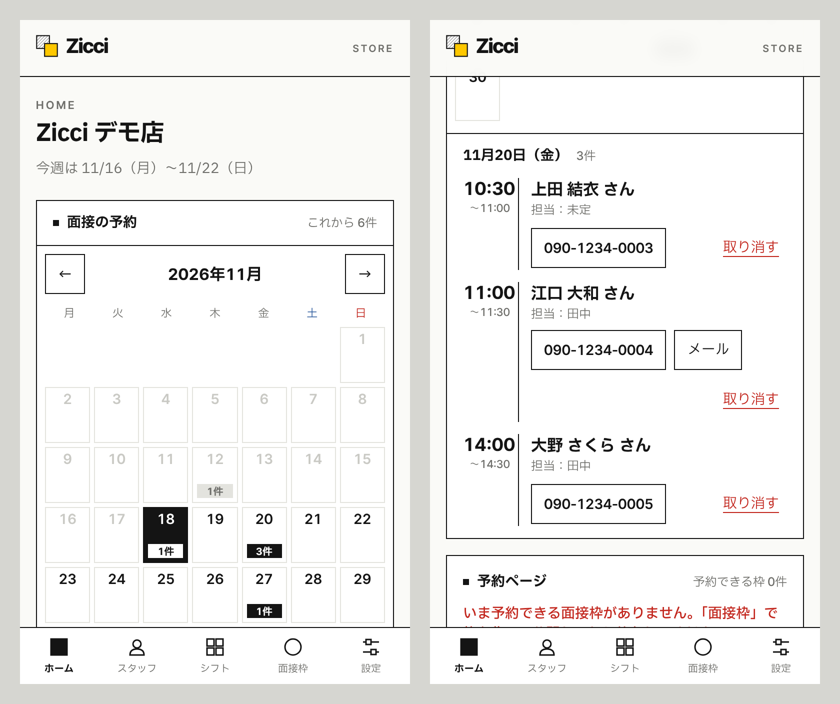 Zicci
STORE
HOME
Zicci デモ店
今週は 11/16（月）〜11/22（日）
面接の予約
これから 6件
←
2026年11月
→
月 火 水 木 金 土 日
1
2 3 4 5 6 7 8
9 10 11 12 13 14 15
1件
16 17 18 19 20 21 22
1件 3件
23 24 25 26 27 28 29
1件
ホーム スタッフ シフト 面接枠 設定
Zicci
STORE
30
11月20日（金） 3件
10:30 上田 結衣 さん
〜11:00 担当：未定
090-1234-0003 取り消す
11:00 江口 大和 さん
〜11:30 担当：田中
090-1234-0004 メール
取り消す
14:00 大野 さくら さん
〜14:30 担当：田中
090-1234-0005 取り消す
予約ページ
予約できる枠 0件
いま予約できる面接枠がありません。「面接枠」で
ホーム スタッフ シフト 面接枠 設定